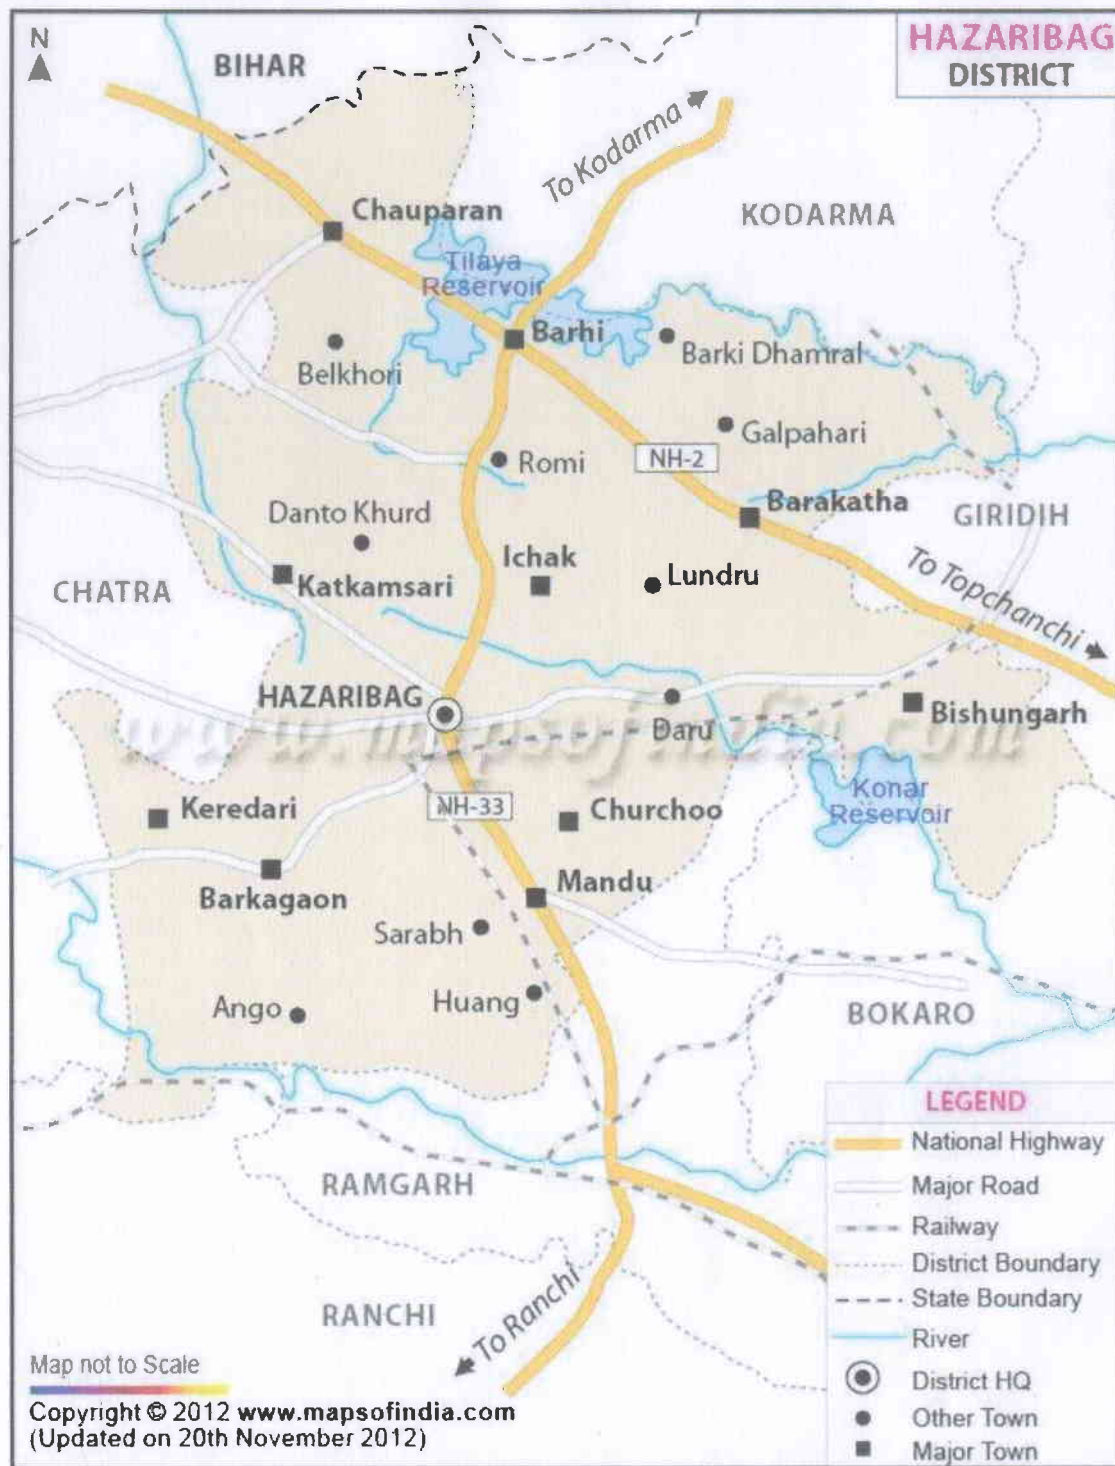 HAZARIBAG
DISTRICT
N
BIHAR
To Kodarma
KODARMA
Chauparan
Tilaya
Reservoir
Barhi
Barki Dhamral
Belkhori
Galpahari
Romi
NH-2
Danto Khurd
Barakatha
GIRIDIH
Ichak
CHATRA
Katkamsari
Lundru
To Topchanchi
HAZARIBAG
Daru
Bishungarh
www.mapsofindia.com
Keredari
NH-33
Churchoo
Konar
Reservoir
Barkagaon
Mandu
Sarabh
Ango
Huang
BOKARO
RAMGARH
RANCHI
To Ranchi
LEGEND
National Highway
Major Road
Railway
District Boundary
State Boundary
River
District HQ
Other Town
Major Town
Map not to Scale
Copyright © 2012 www.mapsofindia.com
(Updated on 20th November 2012)